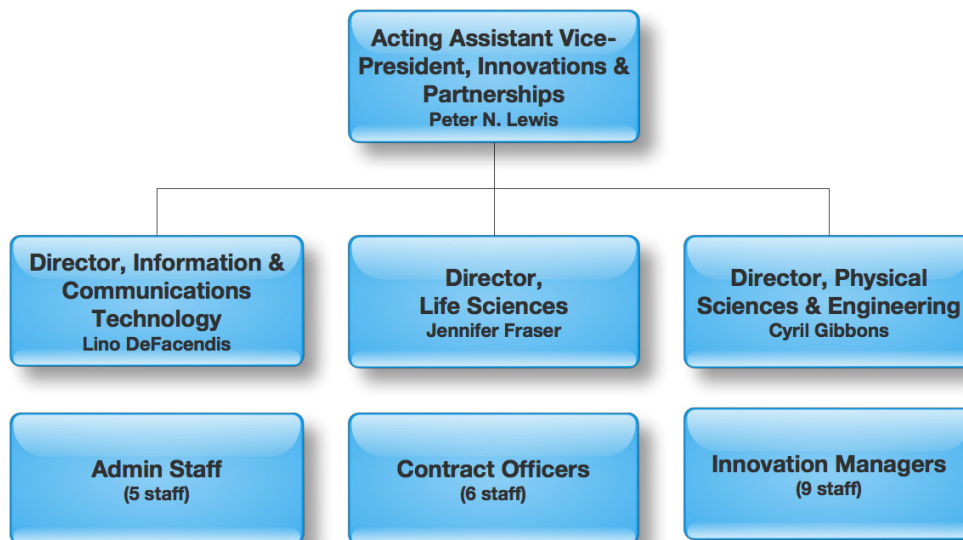 Acting Assistant Vice-
President, Innovations &
Partnerships
Peter N. Lewis
Director, Information &
Communications
Technology
Lino DeFacendis
Director,
Life Sciences
Jennifer Fraser
Director, Physical
Sciences & Engineering
Cyril Gibbons
Admin Staff
(5 staff)
Contract Officers
(6 staff)
Innovation Managers
(9 staff)